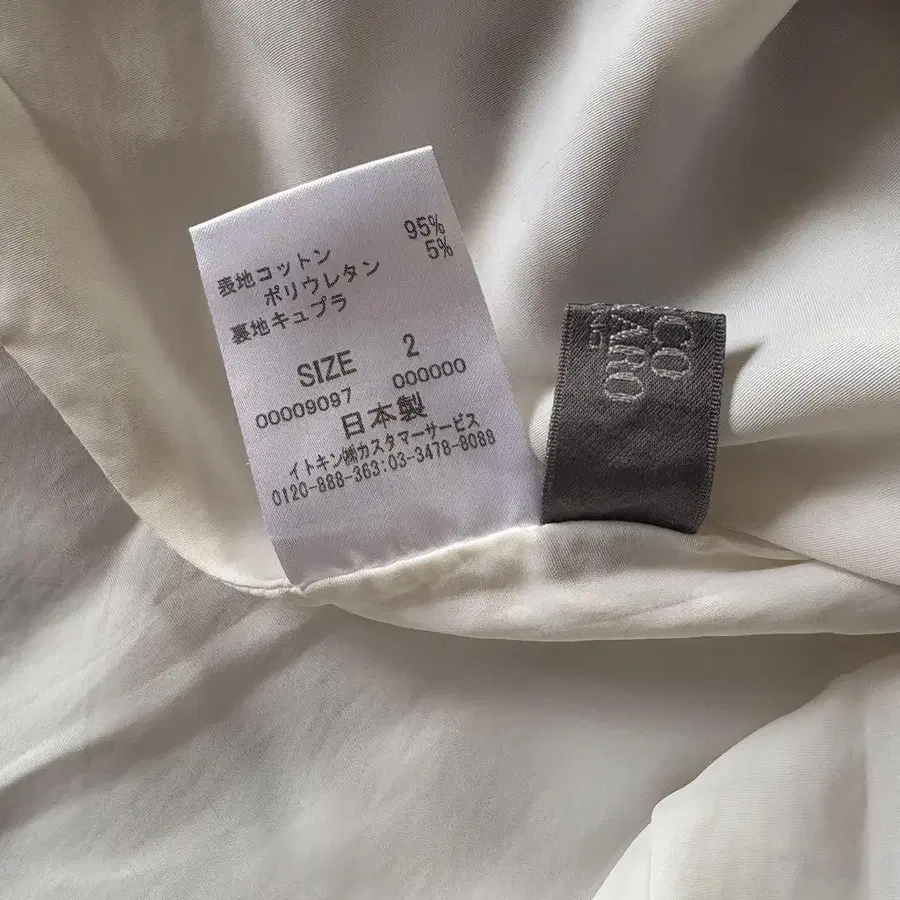 表地コットン 95%
ポリウレタン 5%
裏地キュプラ
SIZE 2
00009097 000000
日本製
イトキン㈱カスタマーサービス
0120-888-363:03-3478-8088
CO
ARO